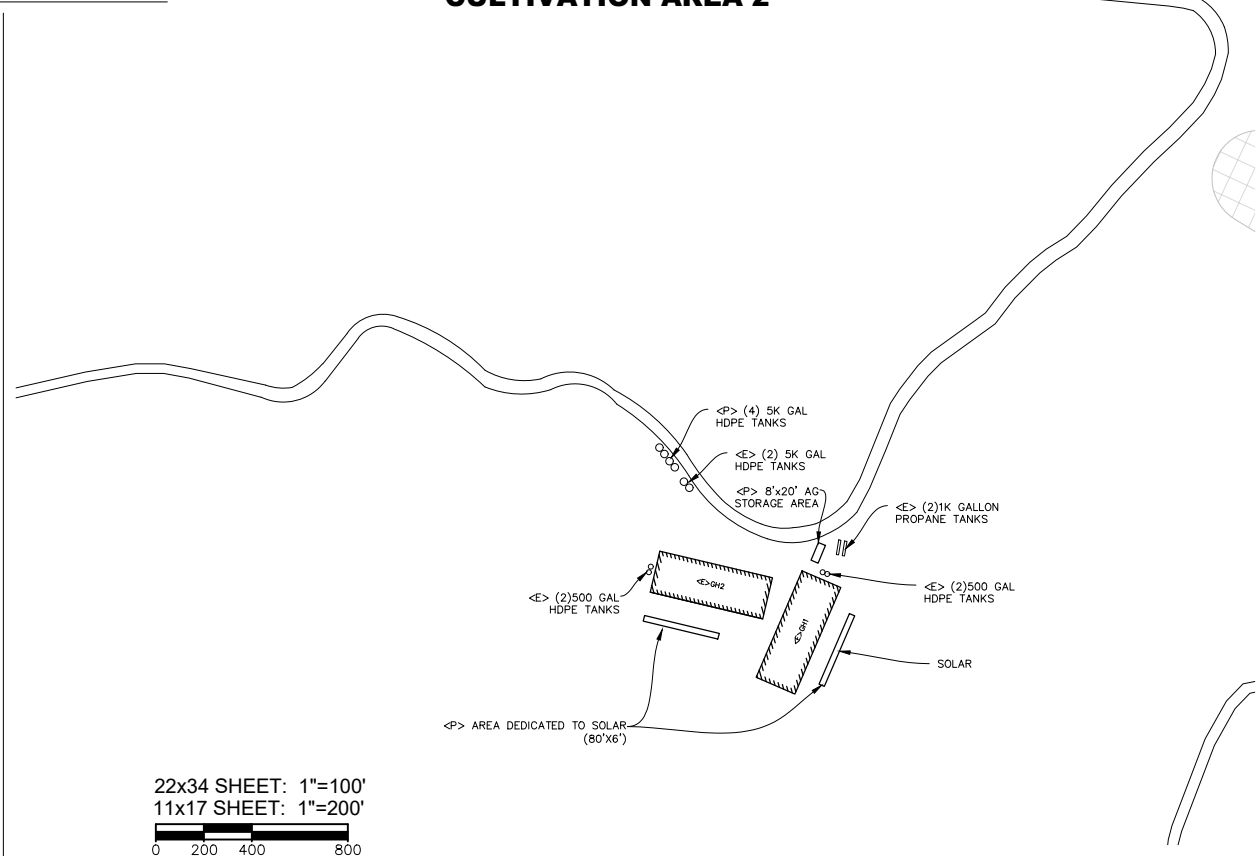 CULTIVATION AREA 2
<P> (4) 5K GAL
HDPE TANKS
<E> (2) 5K GAL
HDPE TANKS
<P> 8'x20' AG
STORAGE AREA
<E> (2)1K GALLON
PROPANE TANKS
<E> (2)500 GAL
HDPE TANKS
<E>GH2
<E> (2)500 GAL
HDPE TANKS
<E>GH1
SOLAR
<P> AREA DEDICATED TO SOLAR
(80'X6')
22x34 SHEET: 1"=100'
11x17 SHEET: 1"=200'
0 200 400 800